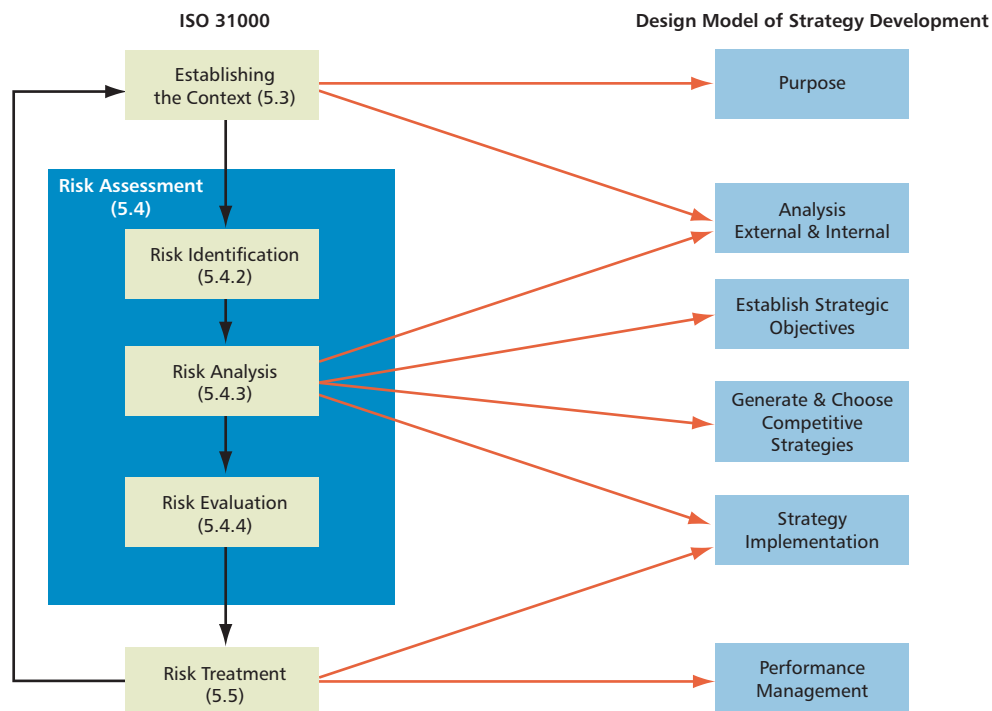 ISO 31000
Design Model of Strategy Development
Establishing
the Context (5.3)
Risk Assessment
(5.4)
Risk Identification
(5.4.2)
Risk Analysis
(5.4.3)
Risk Evaluation
(5.4.4)
Risk Treatment
(5.5)
Purpose
Analysis
External & Internal
Establish Strategic
Objectives
Generate & Choose
Competitive
Strategies
Strategy
Implementation
Performance
Management